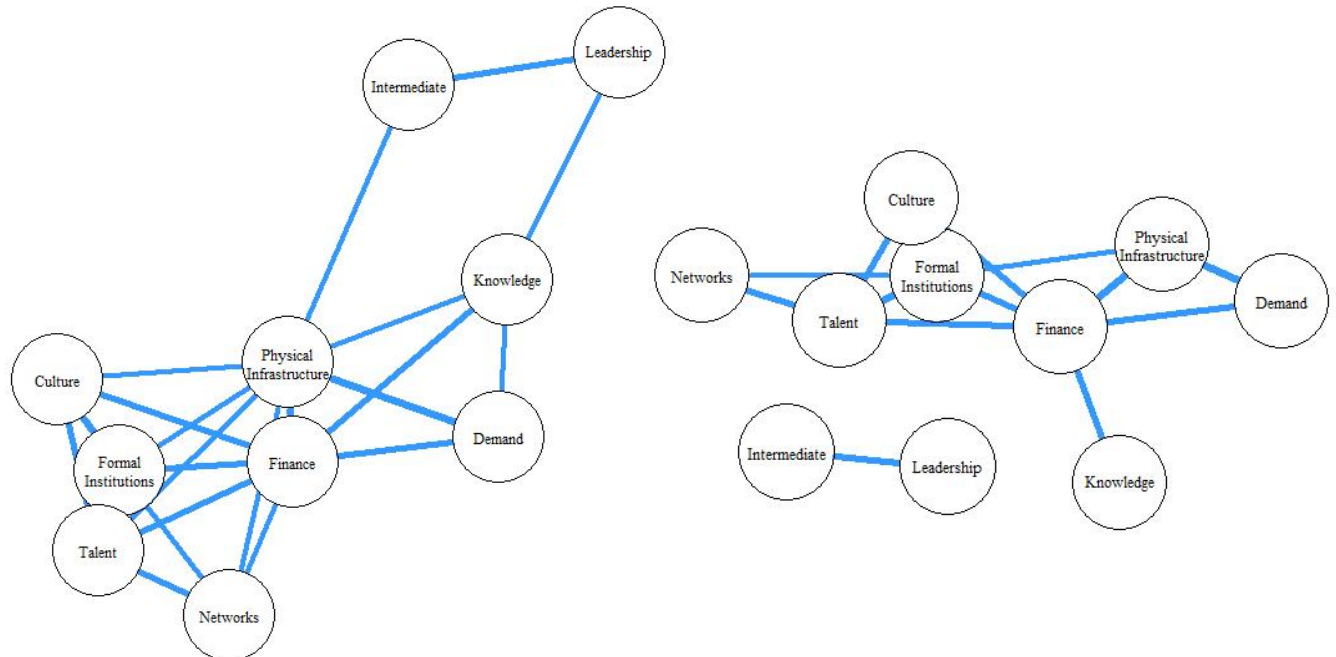 Leadership
Intermediate
Knowledge
Physical
Infrastructure
Culture
Demand
Formal
Institutions
Finance
Talent
Networks
Culture
Physical
Infrastructure
Networks
Formal
Institutions
Demand
Talent
Finance
Intermediate
Leadership
Knowledge